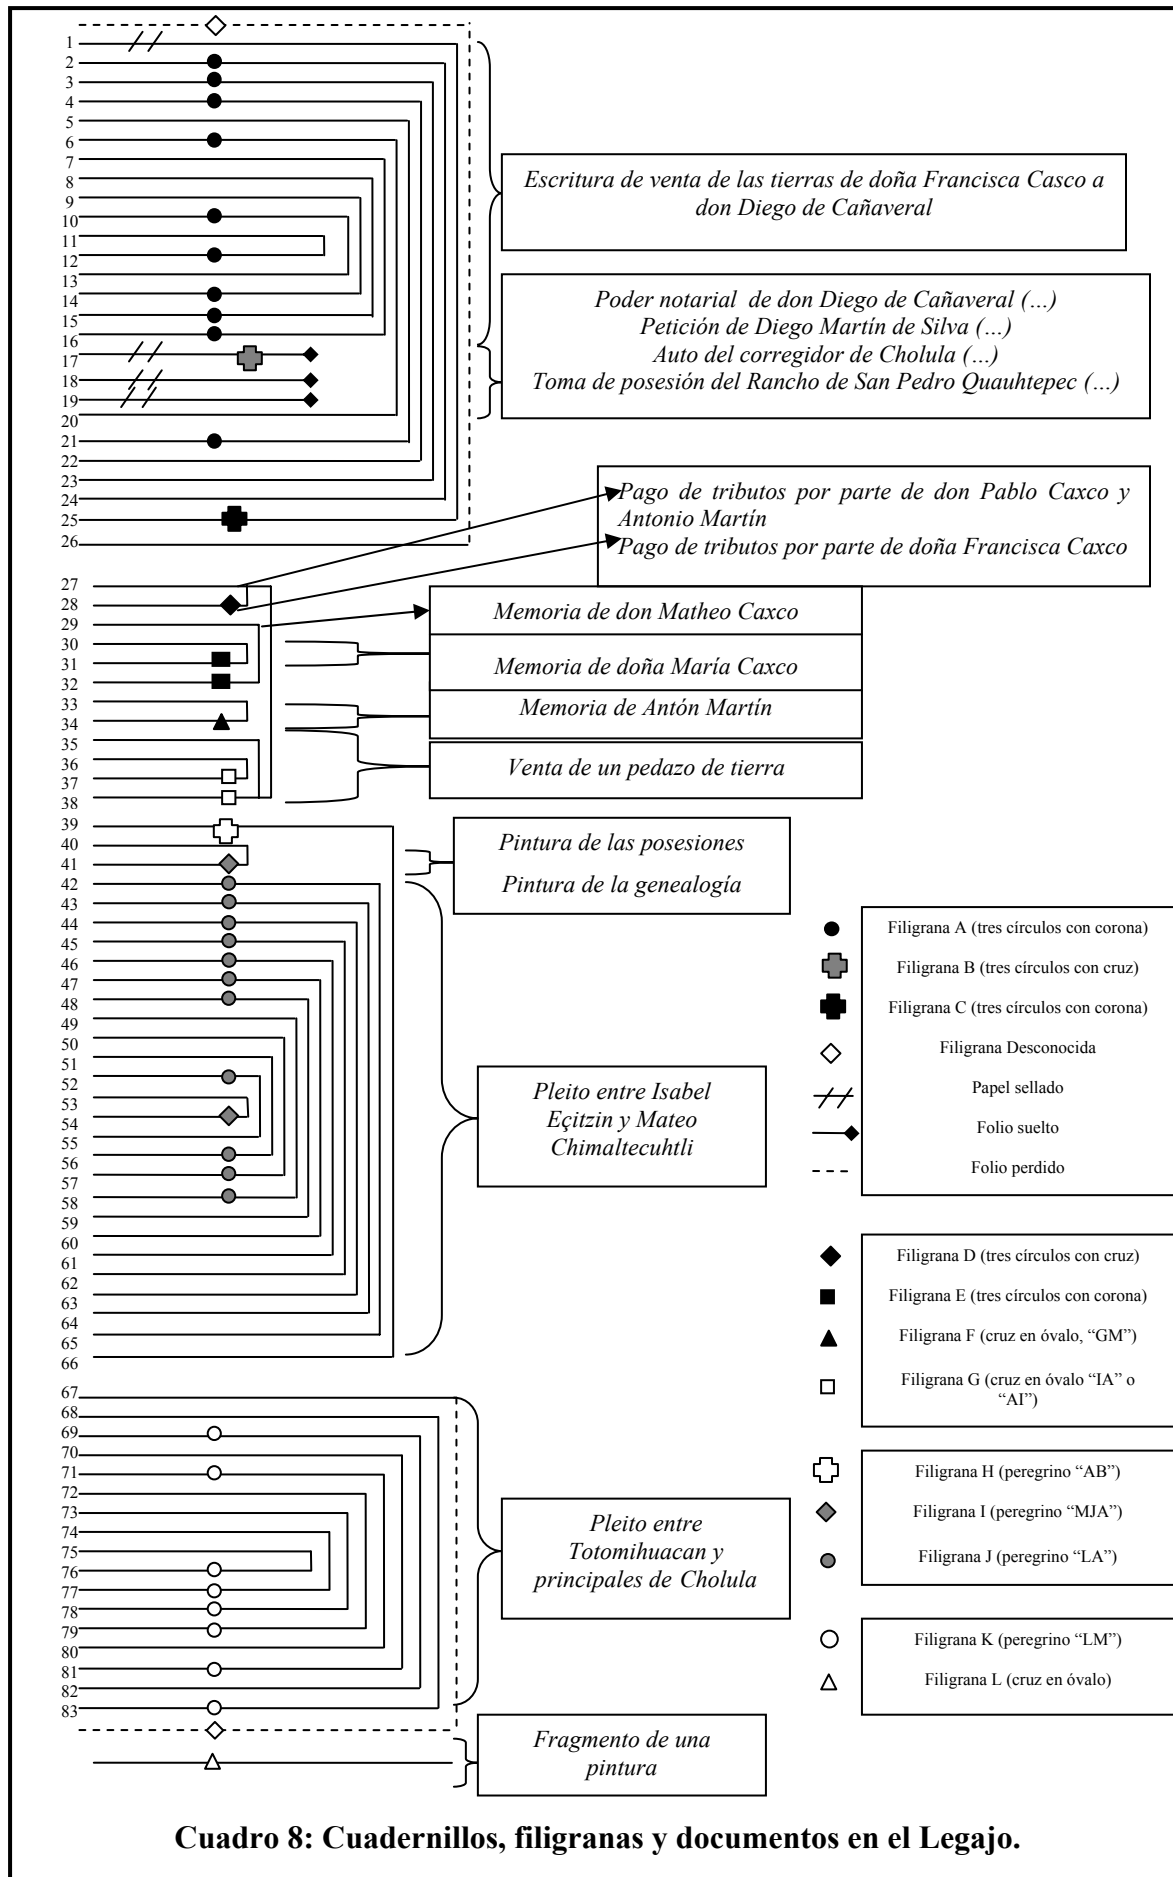 1
2
3
4
5
6
7
8
9
10
11
12
13
14
15
16
17
18
19
20
21
22
23
24
25
26
Escritura de venta de las tierras de doña Francisca Casco a
don Diego de Cañaveral
Poder notarial de don Diego de Cañaveral (...)
Petición de Diego Martín de Silva (...)
Auto del corregidor de Cholula (...)
Toma de posesión del Rancho de San Pedro Quauhtepec (...)
Pago de tributos por parte de don Pablo Caxco y
Antonio Martín
Pago de tributos por parte de doña Francisca Caxco
27
28
29
30
31
32
33
34
35
36
37
38
Memoria de don Matheo Caxco
Memoria de doña María Caxco
Memoria de Antón Martín
Venta de un pedazo de tierra
39
40
41
42
43
44
45
46
47
48
49
50
51
52
53
54
55
56
57
58
59
60
61
62
63
64
65
66
Pintura de las posesiones
Pintura de la genealogía
Pleito entre Isabel
Eçitzin y Mateo
Chimaltecuhtli
67
68
69
70
71
72
73
74
75
76
77
78
79
80
81
82
83
Pleito entre
Totomihuacan y
principales de Cholula
Fragmento de una
pintura
Filigrana A (tres círculos con corona)
Filigrana B (tres círculos con cruz)
Filigrana C (tres círculos con corona)
Filigrana Desconocida
Papel sellado
Folio suelto
Folio perdido
Filigrana D (tres círculos con cruz)
Filigrana E (tres círculos con corona)
Filigrana F (cruz en óvalo, “GM”)
Filigrana G (cruz en óvalo “IA” o
“AI”)
Filigrana H (peregrino “AB”)
Filigrana I (peregrino “MJA”)
Filigrana J (peregrino “LA”)
Filigrana K (peregrino “LM”)
Filigrana L (cruz en óvalo)
Cuadro 8: Cuadernillos, filigranas y documentos en el Legajo.